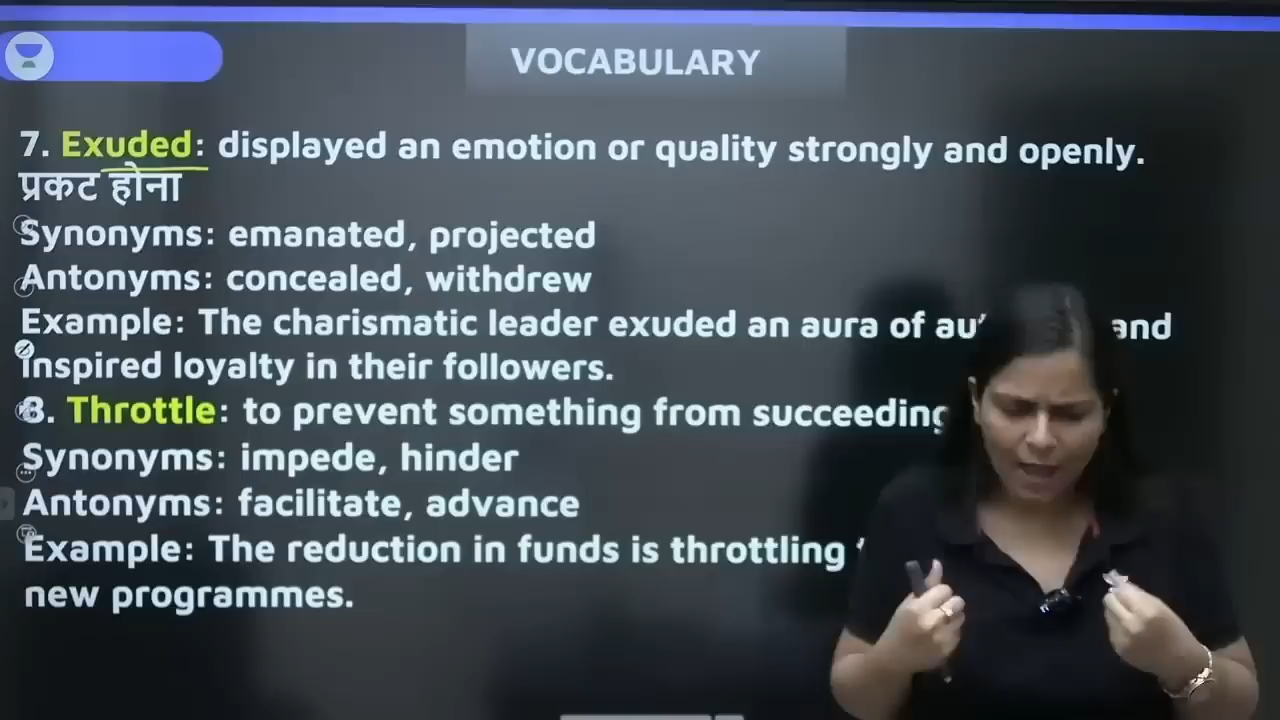 VOCABULARY
7. Exuded: displayed an emotion or quality strongly and openly.
प्रकट होना
Synonyms: emanated, projected
Antonyms: concealed, withdrew
Example: The charismatic leader exuded an aura of and
inspired loyalty in their followers.
8. Throttle: to prevent something from succeeding
Synonyms: impede, hinder
Antonyms: facilitate, advance
Example: The reduction in funds is throttling
new programmes.